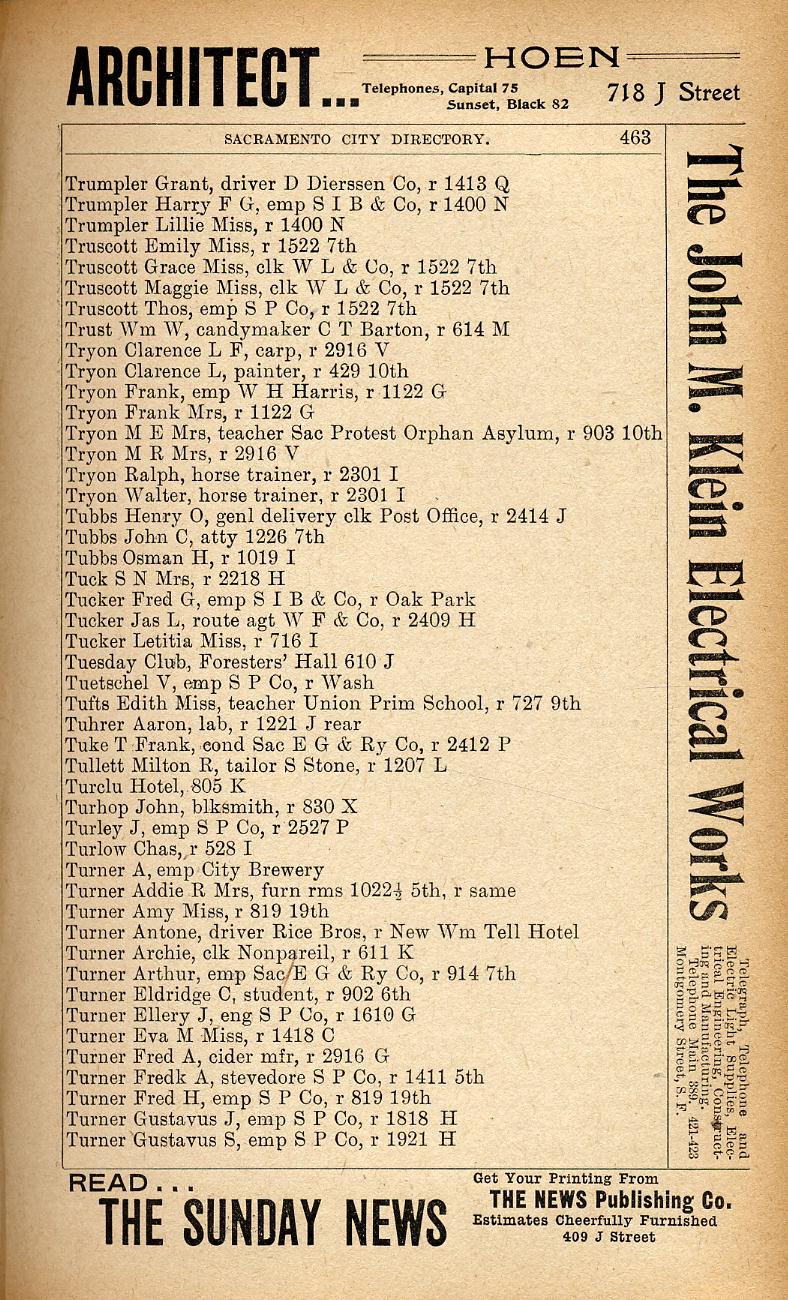 ARCHITECT... HOEN
Telephones, Capital 75
Sunset, Black 82
718 J Street
SACRAMENTO CITY DIRECTORY. 463
Trumpler Grant, driver D Dierssen Co, r 1413 Q
Trumpler Harry F G, emp S I B & Co, r 1400 N
Trumpler Lillie Miss, r 1400 N
Truscott Emily Miss, r 1522 7th
Truscott Grace Miss, clk W L & Co, r 1522 7th
Truscott Maggie Miss, clk W L & Co, r 1522 7th
Truscott Thos, emp S P Co, r 1522 7th
Trust Wm W, candymaker C T Barton, r 614 M
Tryon Clarence L F, carp, r 2916 V
Tryon Clarence L, painter, r 429 10th
Tryon Frank, emp W H Harris, r 1122 G
Tryon Frank Mrs, r 1122 G
Tryon M E Mrs, teacher Sac Protest Orphan Asylum, r 903 10th
Tryon M R Mrs, r 2916 V
Tryon Ralph, horse trainer, r 2301 I
Tryon Walter, horse trainer, r 2301 I
Tubbs Henry O, genl delivery clk Post Office, r 2414 J
Tubbs John C, atty 1226 7th
Tubbs Osman H, r 1019 I
Tuck S N Mrs, r 2218 H
Tucker Fred G, emp S I B & Co, r Oak Park
Tucker Jas L, route agt W F & Co, r 2409 H
Tucker Letitia Miss, r 716 I
Tuesday Club, Foresters' Hall 610 J
Tuetschel V, emp S P Co, r Wash
Tufts Edith Miss, teacher Union Prim School, r 727 9th
Tuhrer Aaron, lab, r 1221 J rear
Tuke T Frank, cond Sac E G & Ry Co, r 2412 P
Tullett Milton R, tailor S Stone, r 1207 L
Turclu Hotel, 805 K
Turhop John, blksmith, r 830 X
Turley J, emp S P Co, r 2527 P
Turlow Chas, r 528 I
Turner A, emp City Brewery
Turner Addie R Mrs, furn rms 1022½ 5th, r same
Turner Amy Miss, r 819 19th
Turner Antone, driver Rice Bros, r New Wm Tell Hotel
Turner Archie, clk Nonpareil, r 611 K
Turner Arthur, emp Sac E G & Ry Co, r 914 7th
Turner Eldridge C, student, r 902 6th
Turner Ellery J, eng S P Co, r 1610 G
Turner Eva M Miss, r 1418 C
Turner Fred A, cider mfr, r 2916 G
Turner Fredk A, stevedore S P Co, r 1411 5th
Turner Fred H, emp S P Co, r 819 19th
Turner Gustavus J, emp S P Co, r 1818 H
Turner Gustavus S, emp S P Co, r 1921 H
The John M. Klein Electrical Works
Telegraph, Telephone and
Electric Light Supplies, Elec-
trical Engineering, Construct-
ing and Manufacturing.
Telephone Main 389. 421-423
Montgomery Street, S. F.
READ...
THE SUNDAY NEWS
Get Your Printing From
THE NEWS Publishing Co.
Estimates Cheerfully Furnished
409 J Street